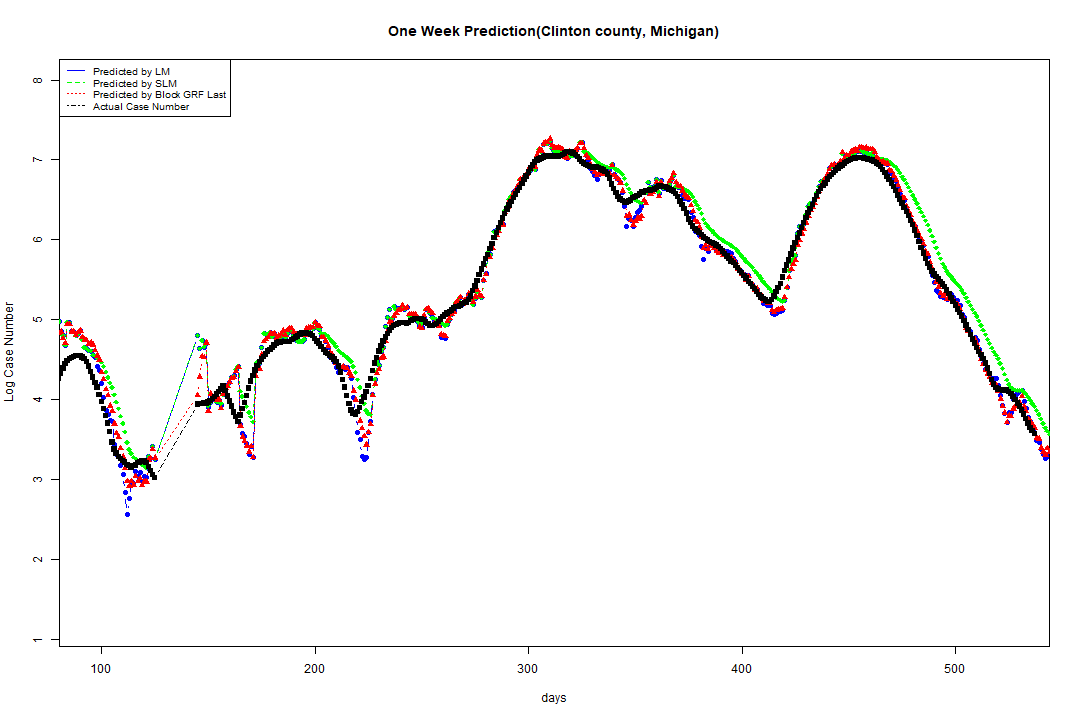 One Week Prediction(Clinton county, Michigan)
Predicted by LM
Predicted by SLM
Predicted by Block GRF Last
Actual Case Number
8
7
6
5
4
3
2
1
Log Case Number
100 200 300 400 500
days